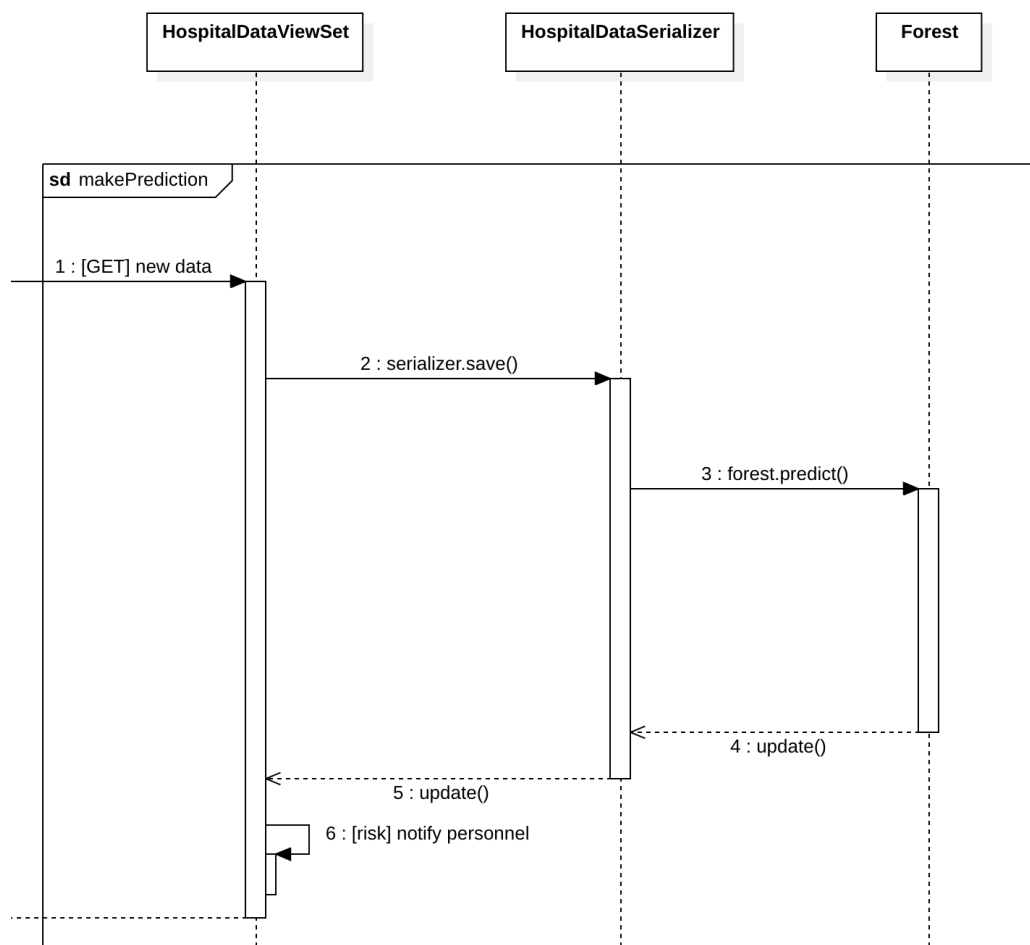 HospitalDataViewSet
HospitalDataSerializer
Forest
sd makePrediction
1 : [GET] new data
2 : serializer.save()
3 : forest.predict()
4 : update()
5 : update()
6 : [risk] notify personnel